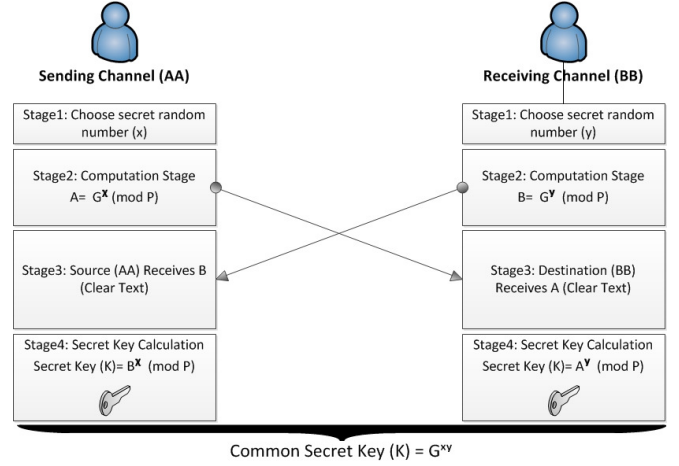 Sending Channel (AA)
Stage1: Choose secret random
number (x)
Stage2: Computation Stage
A= G^x (mod P)
Stage3: Source (AA) Receives B
(Clear Text)
Stage4: Secret Key Calculation
Secret Key (K)= B^x (mod P)
Receiving Channel (BB)
Stage1: Choose secret random
number (y)
Stage2: Computation Stage
B= G^y (mod P)
Stage3: Destination (BB)
Receives A (Clear Text)
Stage4: Secret Key Calculation
Secret Key (K)= A^y (mod P)
Common Secret Key (K) = G^xy